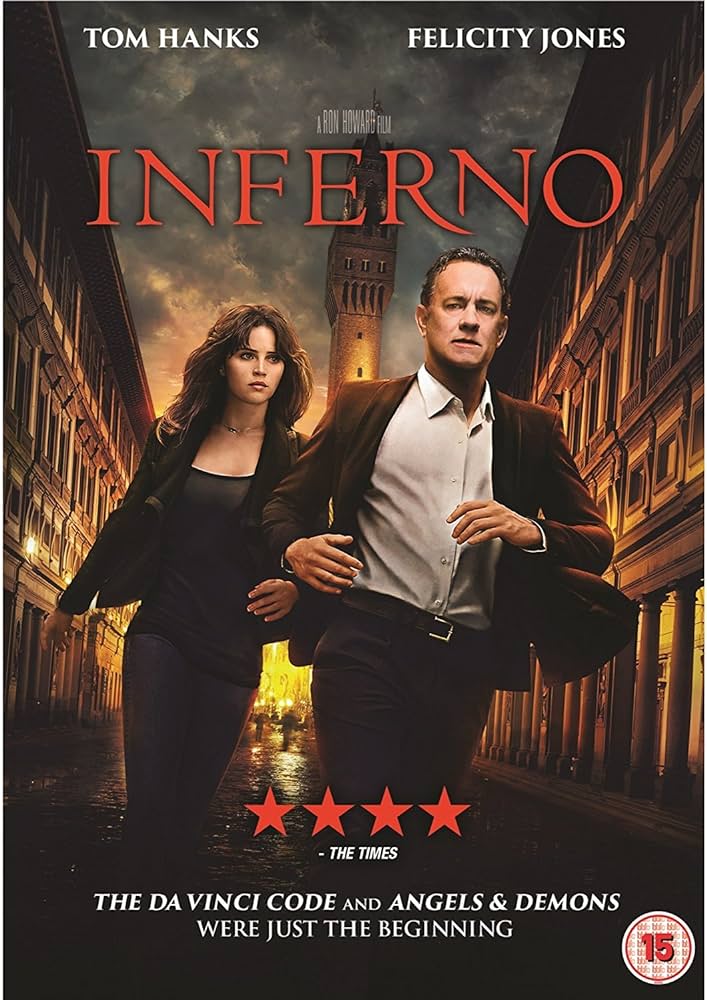 TOM HANKS FELICITY JONES
A RON HOWARD FILM
INFERNO
- THE TIMES
THE DA VINCI CODE AND ANGELS & DEMONS
WERE JUST THE BEGINNING
15